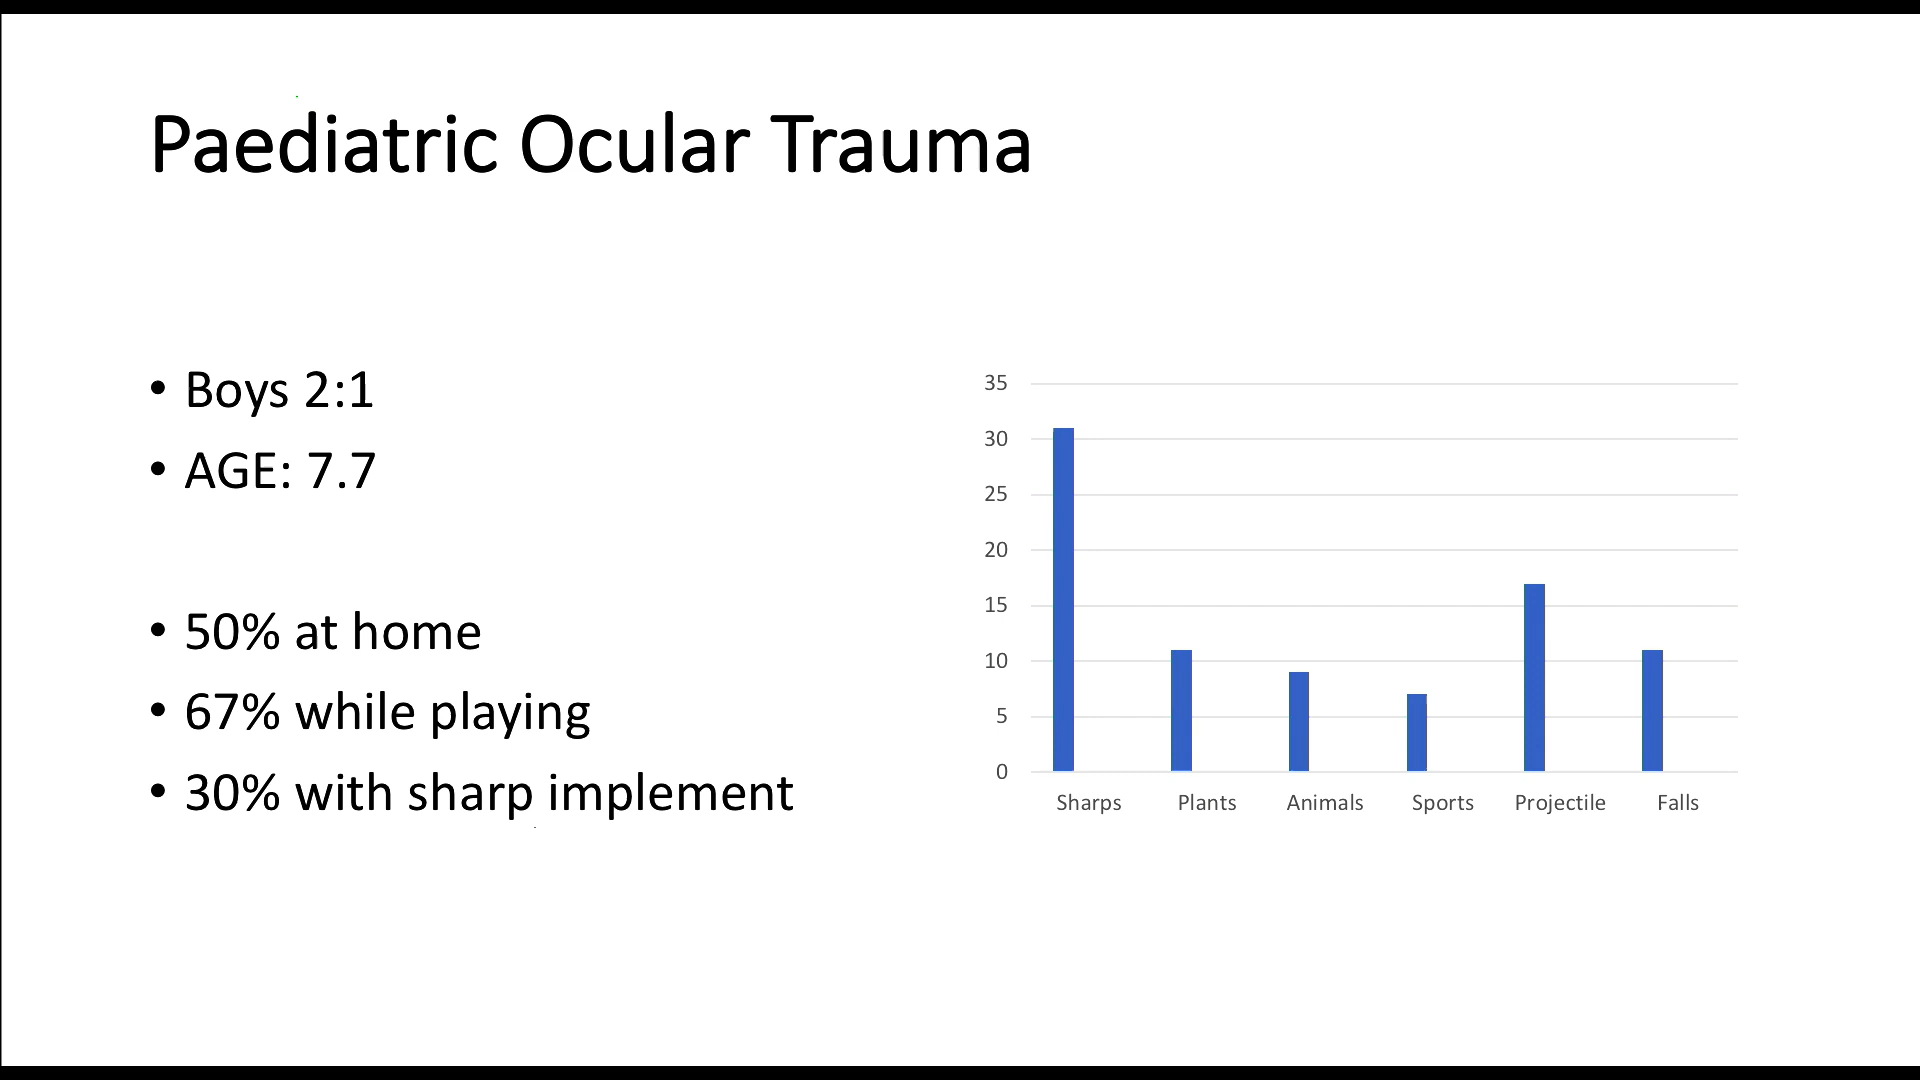 Paediatric Ocular Trauma
• Boys 2:1
• AGE: 7.7
• 50% at home
• 67% while playing
• 30% with sharp implement
35
30
25
20
15
10
5
0
Sharps Plants Animals Sports Projectile Falls